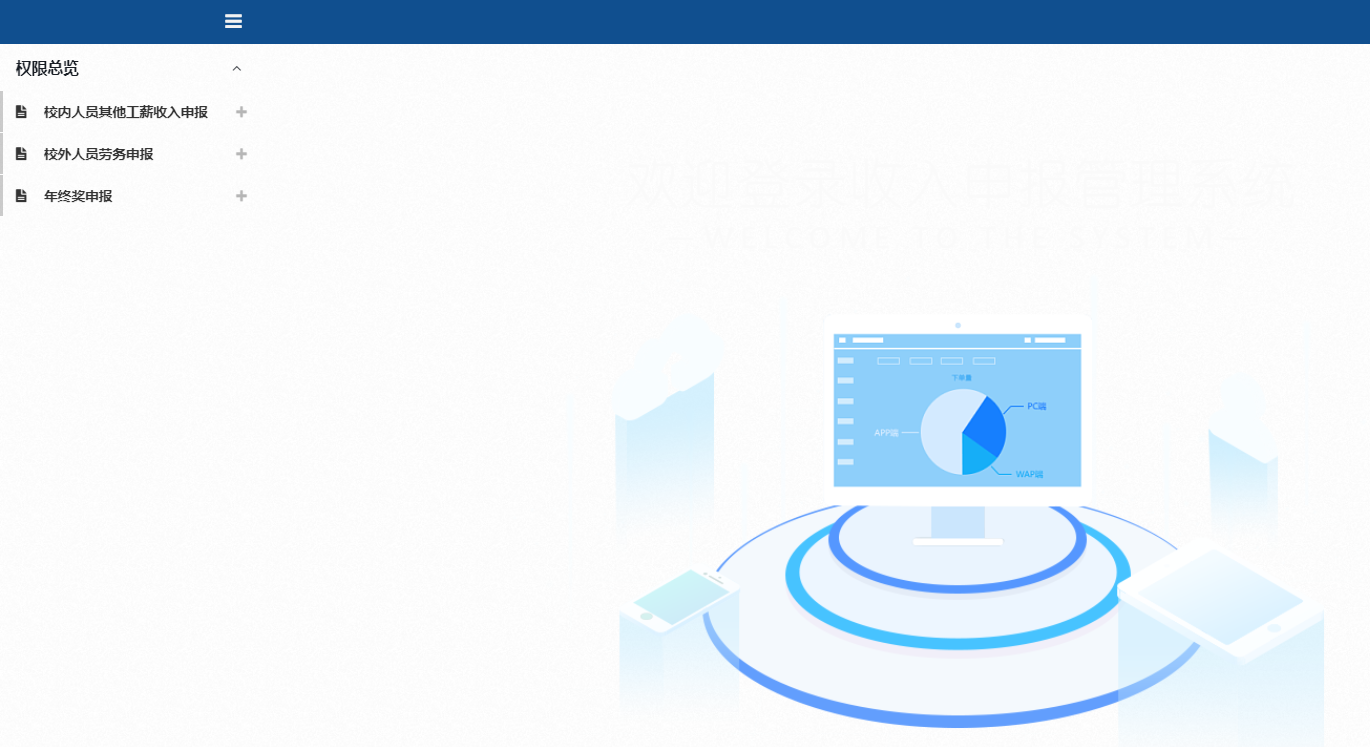 权限总览
校内人员其他工薪收入申报
校外人员劳务申报
年终奖申报
欢迎登录收入申报管理系统
WELCOME TO THE SYSTEM
下单量
PC端
APP端
WAP端